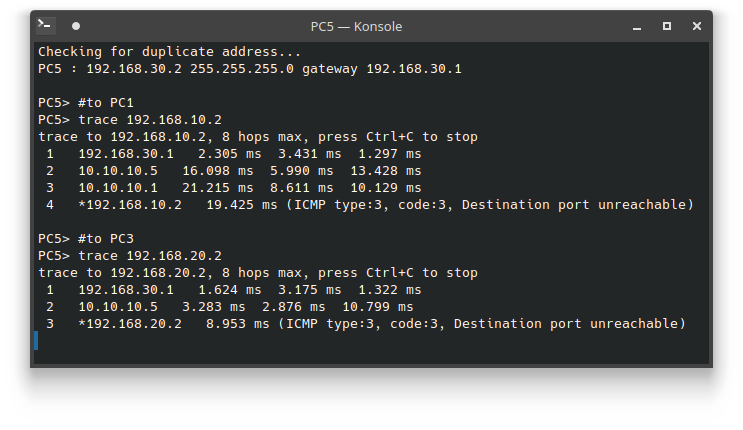 PC5 — Konsole
Checking for duplicate address...
PC5 : 192.168.30.2 255.255.255.0 gateway 192.168.30.1
PC5> #to PC1
PC5> trace 192.168.10.2
trace to 192.168.10.2, 8 hops max, press Ctrl+C to stop
 1   192.168.30.1   2.305 ms  3.431 ms  1.297 ms
 2   10.10.10.5   16.098 ms  5.990 ms  13.428 ms
 3   10.10.10.1   21.215 ms  8.611 ms  10.129 ms
 4   *192.168.10.2   19.425 ms (ICMP type:3, code:3, Destination port unreachable)
PC5> #to PC3
PC5> trace 192.168.20.2
trace to 192.168.20.2, 8 hops max, press Ctrl+C to stop
 1   192.168.30.1   1.624 ms  3.175 ms  1.322 ms
 2   10.10.10.5   3.283 ms  2.876 ms  10.799 ms
 3   *192.168.20.2   8.953 ms (ICMP type:3, code:3, Destination port unreachable)